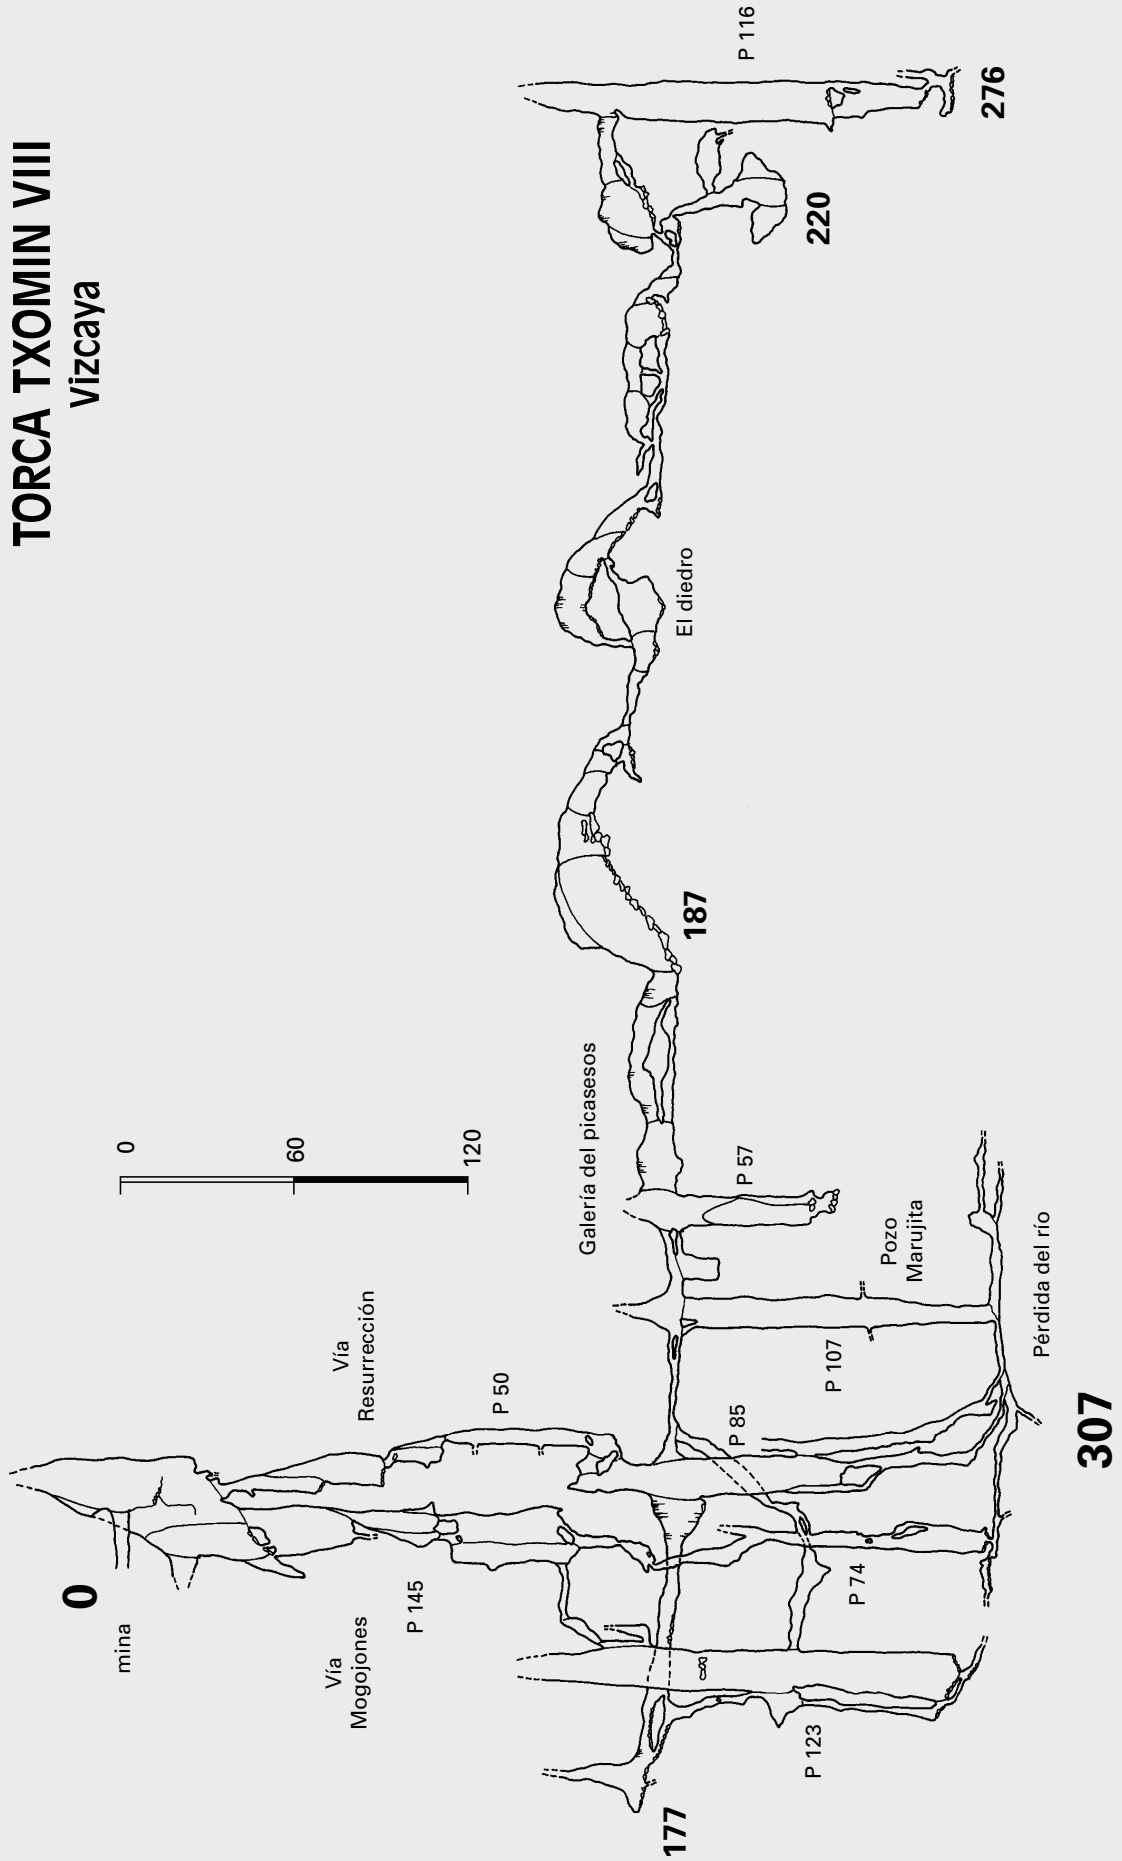 TORCA TXOMIN VIII
Vizcaya
0
mina
0
60
120
Vía
Resurrección
P 50
Vía
Mogojones
P 145
Galería del picasesos
P 57
187
El diedro
220
P 116
276
177
P 123
P 74
P 85
P 107
Pozo
Marujita
Pérdida del río
307